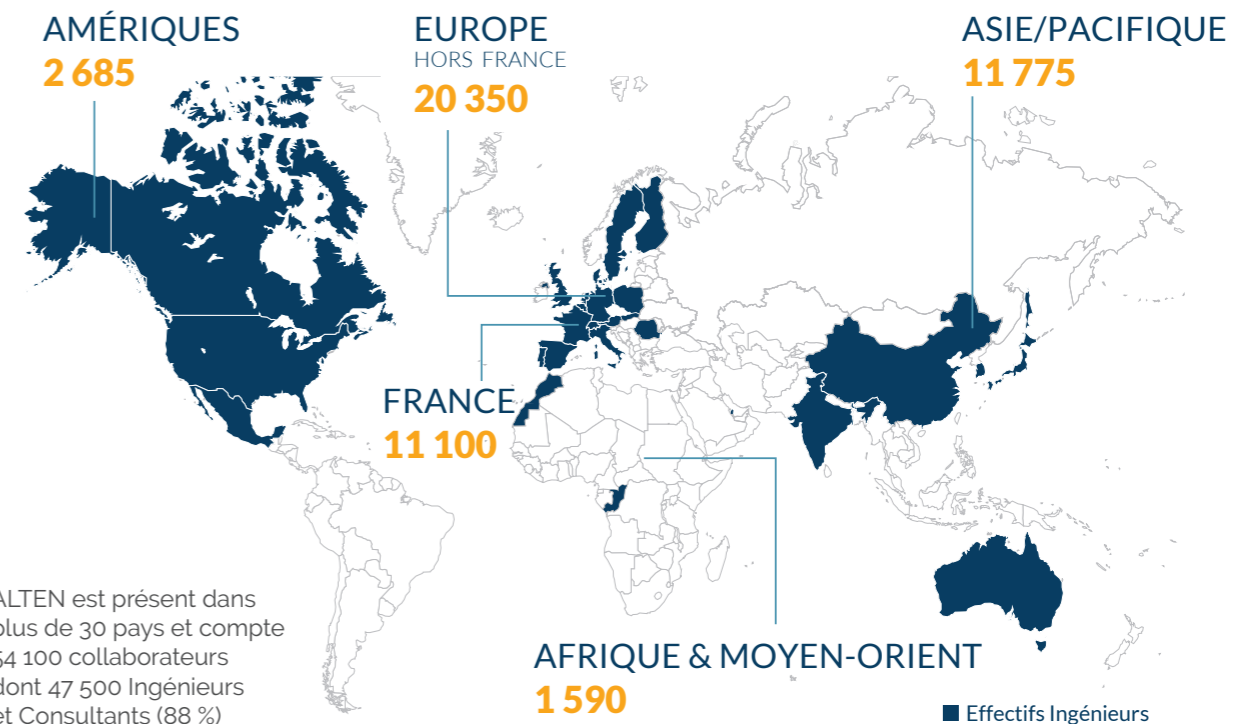 AMÉRIQUES
2 685
EUROPE
HORS FRANCE
20 350
ASIE/PACIFIQUE
11 775
FRANCE
11 100
ALTEN est présent dans
plus de 30 pays et compte
54 100 collaborateurs
dont 47 500 Ingénieurs
et Consultants (88 %)
AFRIQUE & MOYEN-ORIENT
1 590
Effectifs Ingénieurs